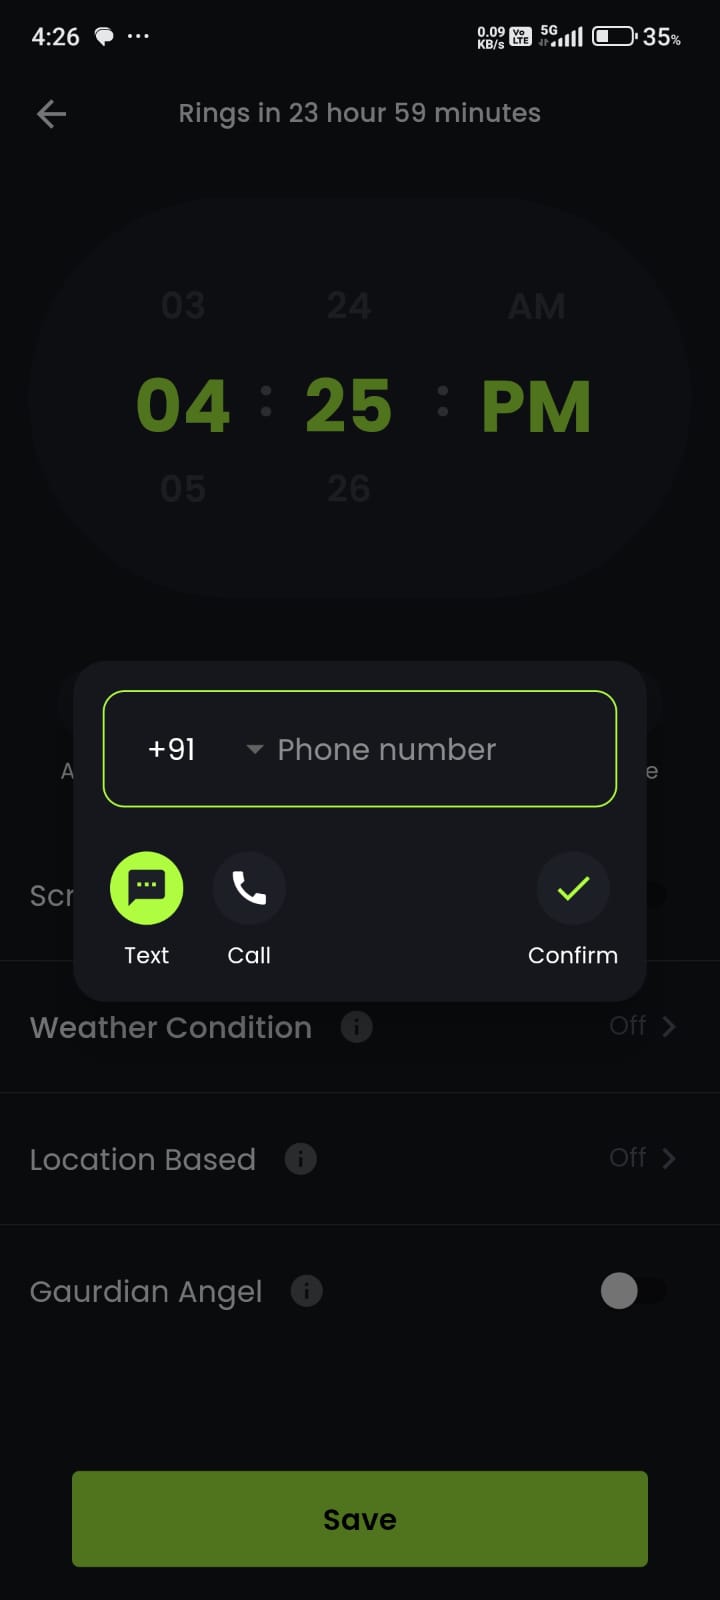 4:26 0.09 KB/s Vo LTE 5G 35%
Rings in 23 hour 59 minutes
03 24 AM
04 : 25 : PM
05 26
+91 Phone number
A e
Text Call Confirm
Scr
Weather Condition Off
Location Based Off
Gaurdian Angel
Save